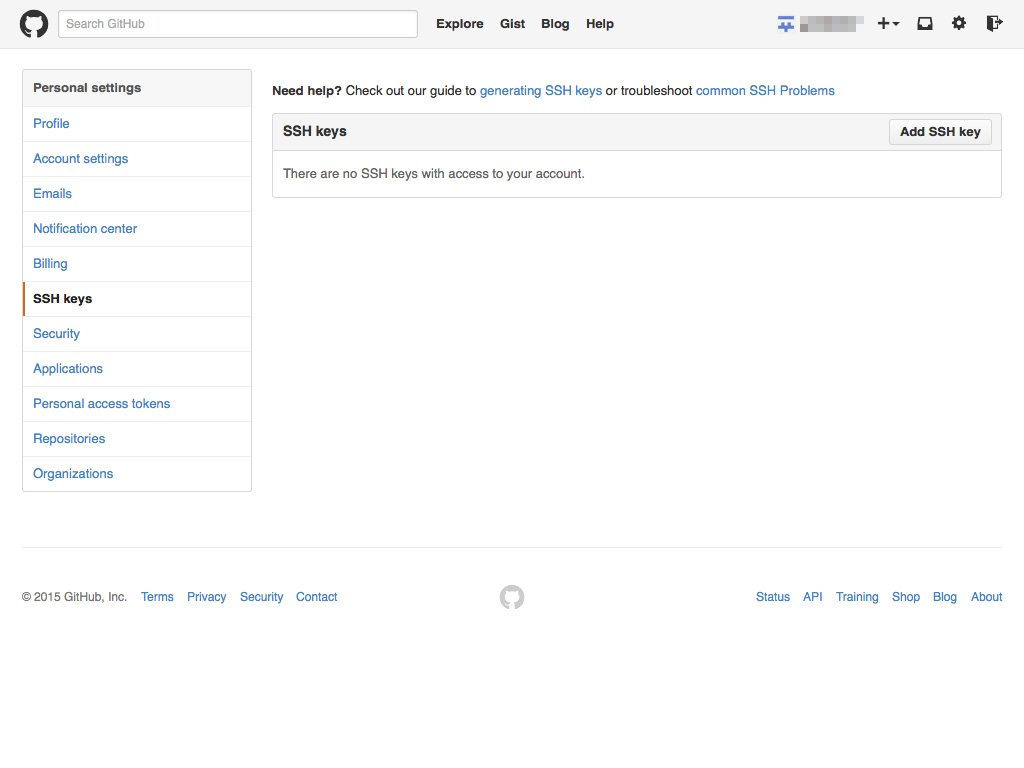 Search GitHub
Explore Gist Blog Help
Personal settings
Profile
Account settings
Emails
Notification center
Billing
SSH keys
Security
Applications
Personal access tokens
Repositories
Organizations
Need help? Check out our guide to generating SSH keys or troubleshoot common SSH Problems
SSH keys Add SSH key
There are no SSH keys with access to your account.
© 2015 GitHub, Inc. Terms Privacy Security Contact Status API Training Shop Blog About